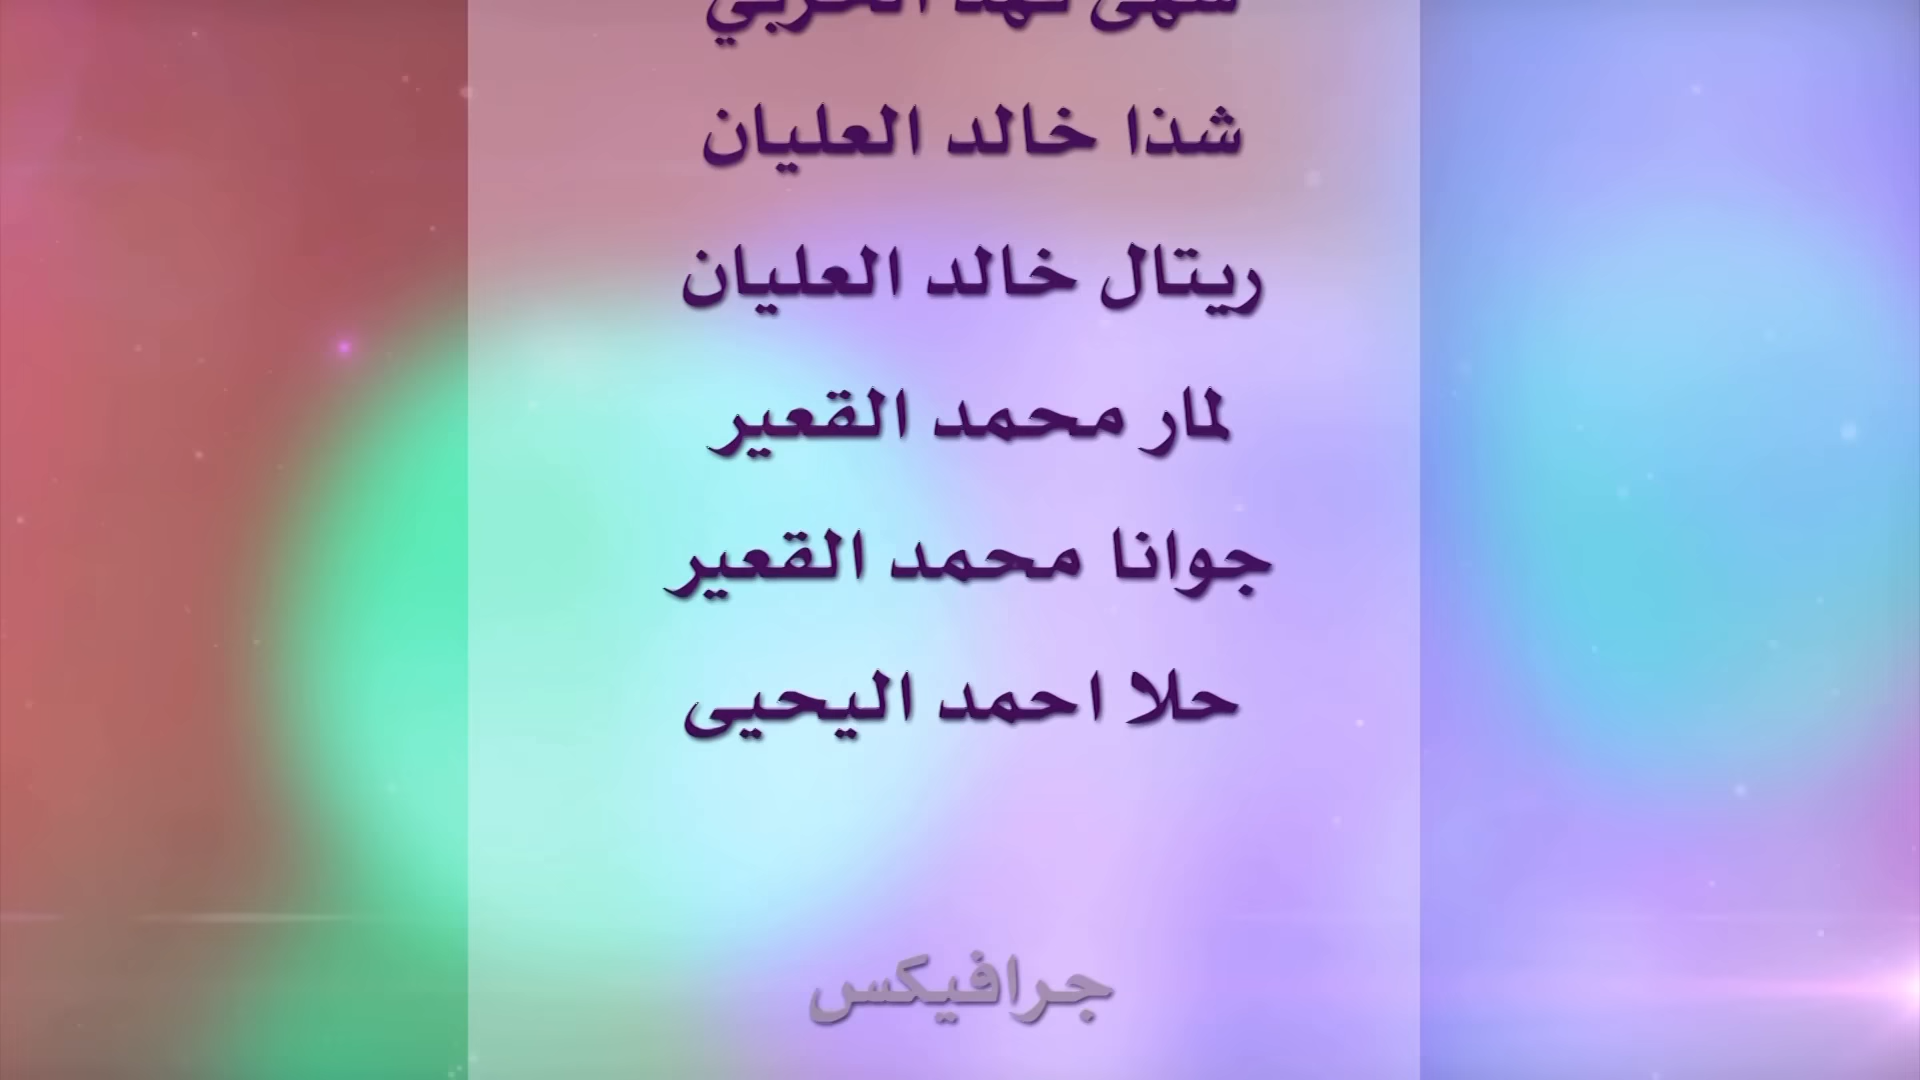 شذا خالد العليان
ريتال خالد العليان
لمار محمد القعير
جوانا محمد القعير
حلا احمد اليحيى
جرافيكس